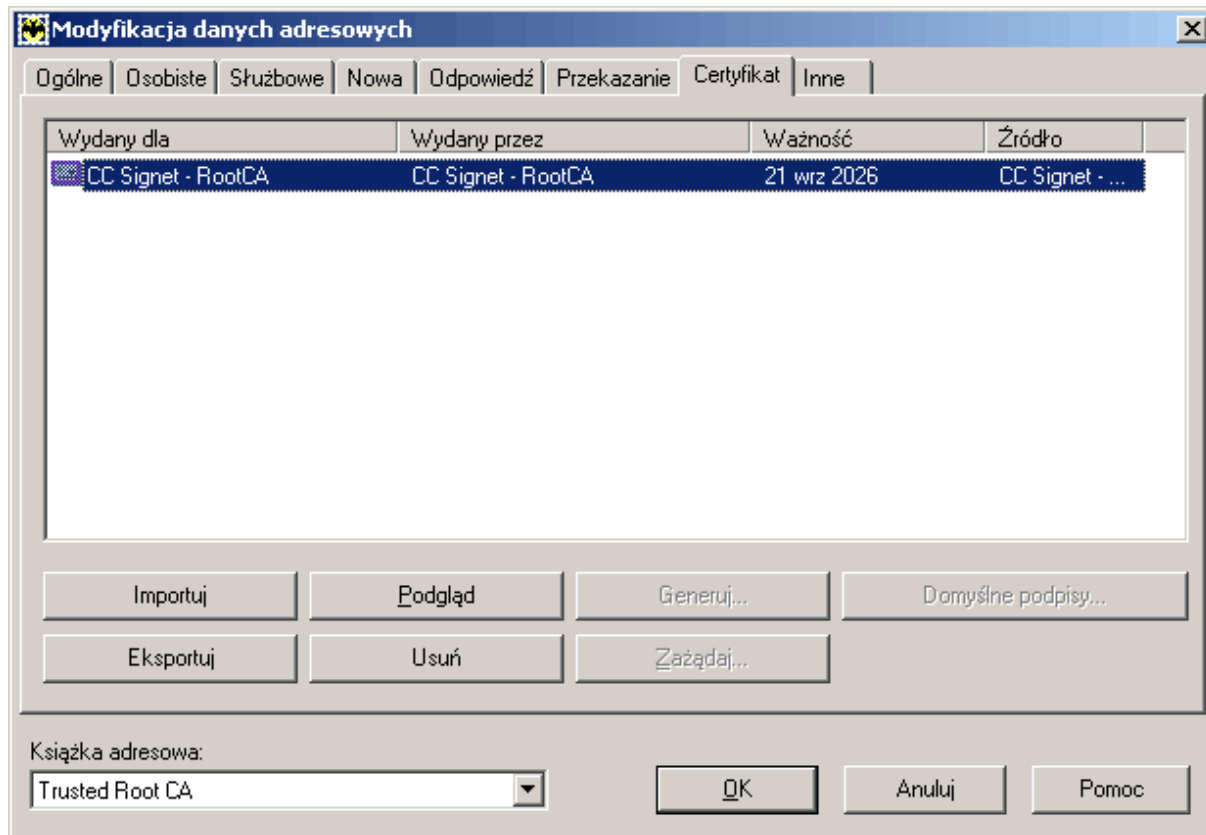 Modyfikacja danych adresowych
Ogólne Osobiste Służbowe Nowa Odpowiedź Przekazanie Certyfikat Inne
Wydany dla Wydany przez Ważność Źródło
CC Signet - RootCA CC Signet - RootCA 21 wrz 2026 CC Signet - ...
Importuj Podgląd Generuj... Domyślne podpisy...
Eksportuj Usuń Zażądaj...
Książka adresowa:
Trusted Root CA OK Anuluj Pomoc